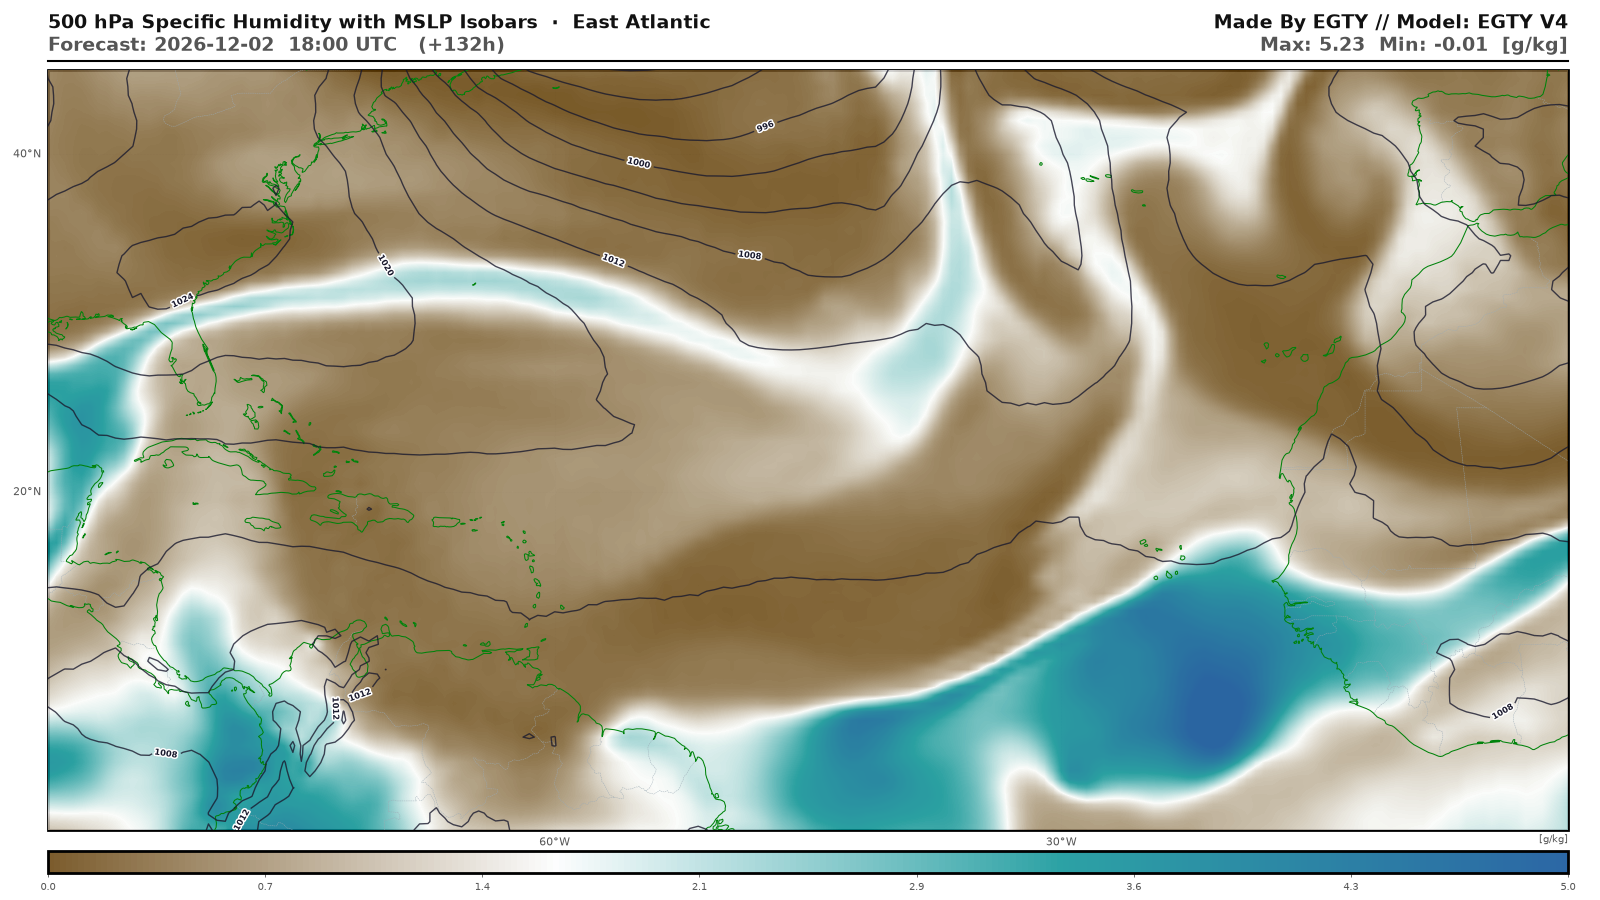 500 hPa Specific Humidity with MSLP Isobars · East Atlantic
Made By EGTY // Model: EGTY V4
Forecast: 2026-12-02 18:00 UTC (+132h)
Max: 5.23 Min: -0.01 [g/kg]
996
40°N
1000
1008
1012
1020
1024
20°N
1012
1012
1008
1008
1012
60°W
30°W
[g/kg]
0.0
0.7
1.4
2.1
2.9
3.6
4.3
5.0